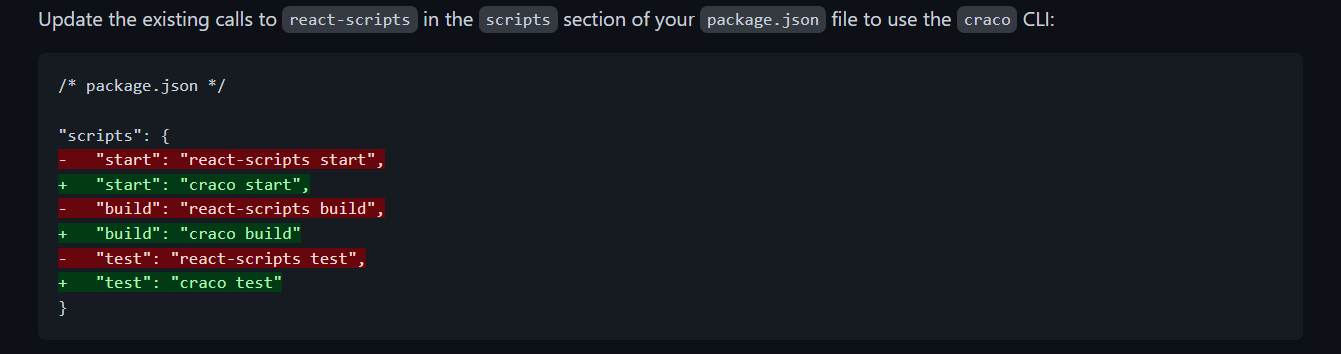 Update the existing calls to react-scripts in the scripts section of your package.json file to use the craco CLI:
/* package.json */
"scripts": {
-   "start": "react-scripts start",
+   "start": "craco start",
-   "build": "react-scripts build",
+   "build": "craco build"
-   "test": "react-scripts test",
+   "test": "craco test"
}